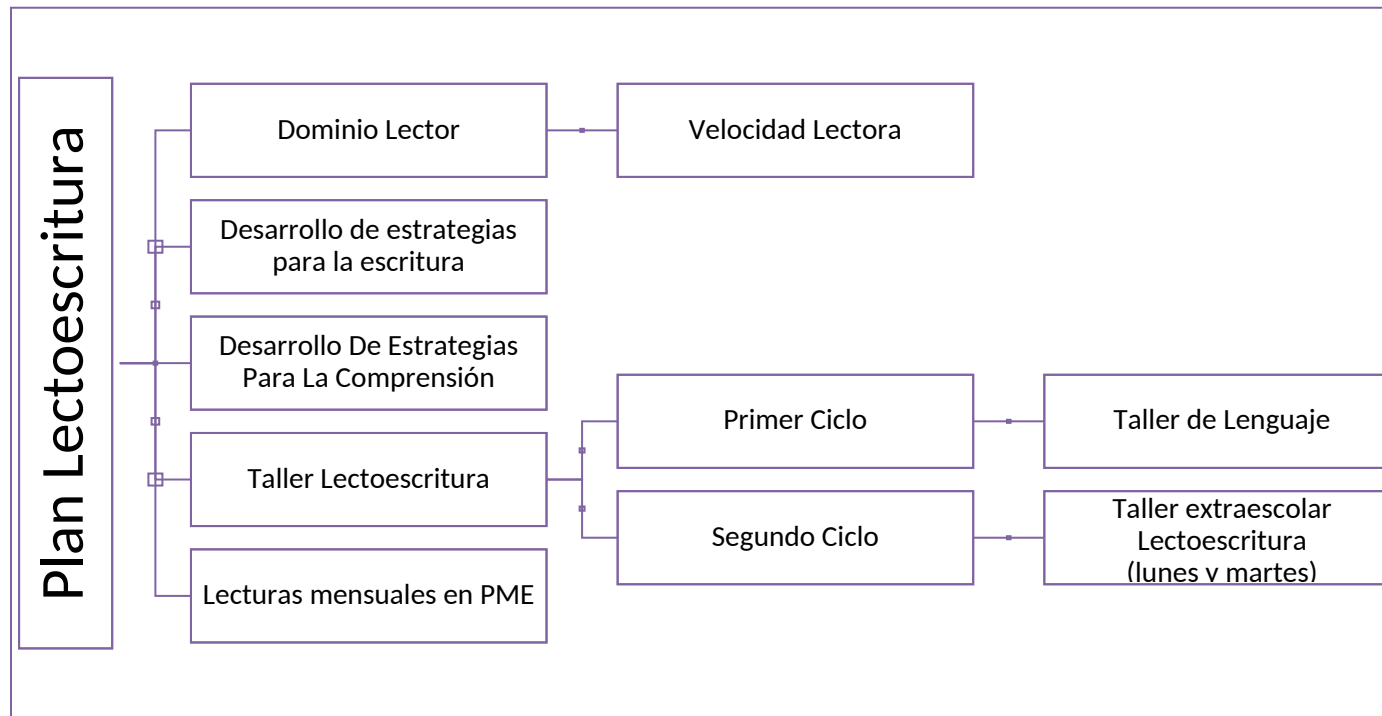 Plan Lectoescritura
Dominio Lector
Velocidad Lectora
Desarrollo de estrategias
para la escritura
Desarrollo De Estrategias
Para La Comprensión
Taller Lectoescritura
Primer Ciclo
Taller de Lenguaje
Segundo Ciclo
Taller extraescolar
Lectoescritura
(lunes y martes)
Lecturas mensuales en PME